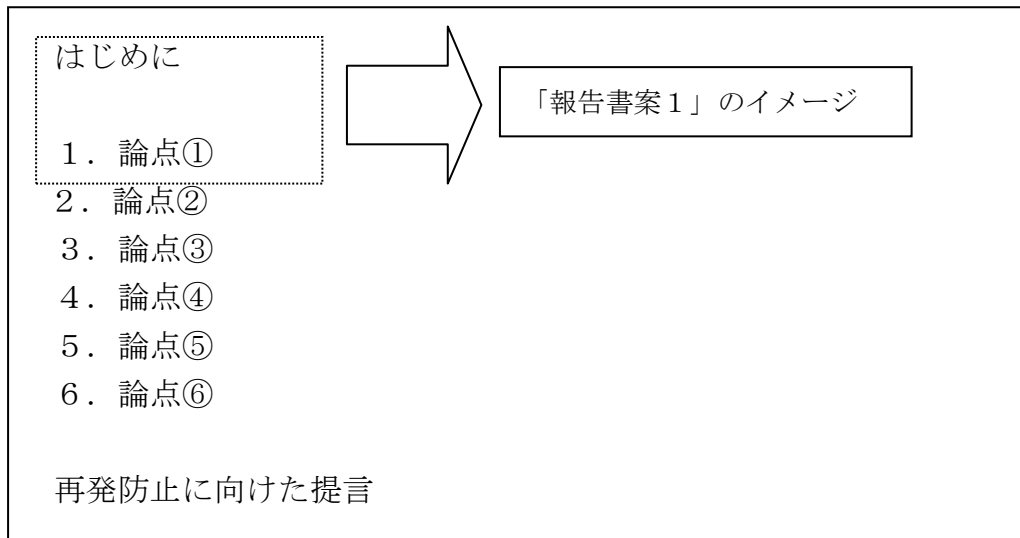 はじめに
「報告書案１」のイメージ
１．論点①
２．論点②
３．論点③
４．論点④
５．論点⑤
６．論点⑥
再発防止に向けた提言